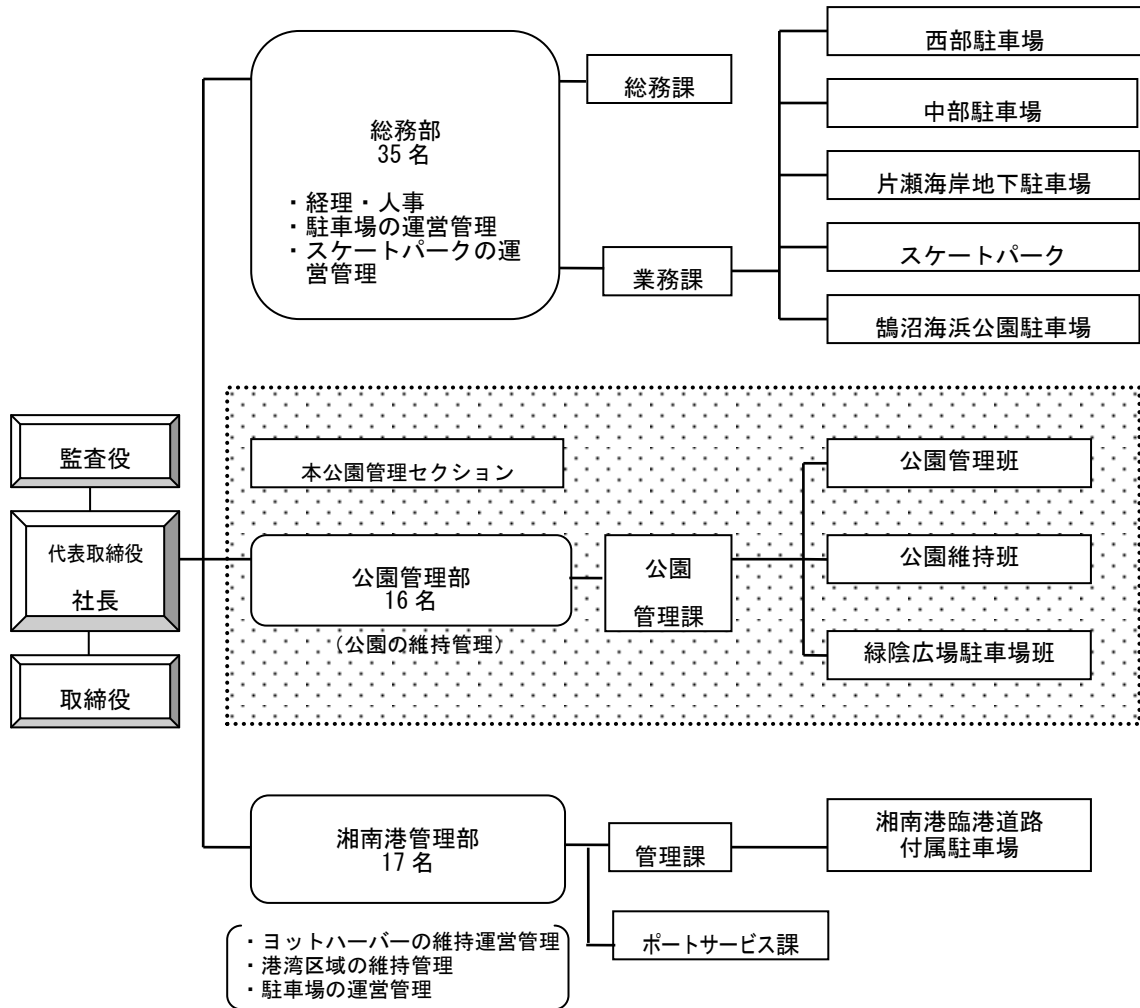 監査役
代表取締役
社長
取締役
総務部
35 名
・経理・人事
・駐車場の運営管理
・スケートパークの運
営管理
総務課
業務課
西部駐車場
中部駐車場
片瀬海岸地下駐車場
スケートパーク
鵠沼海浜公園駐車場
本公園管理セクション
公園管理部
16 名
（公園の維持管理）
公園
管理課
公園管理班
公園維持班
緑陰広場駐車場班
湘南港管理部
17 名
・ヨットハーバーの維持運営管理
・港湾区域の維持管理
・駐車場の運営管理
管理課
ポートサービス課
湘南港臨港道路
付属駐車場